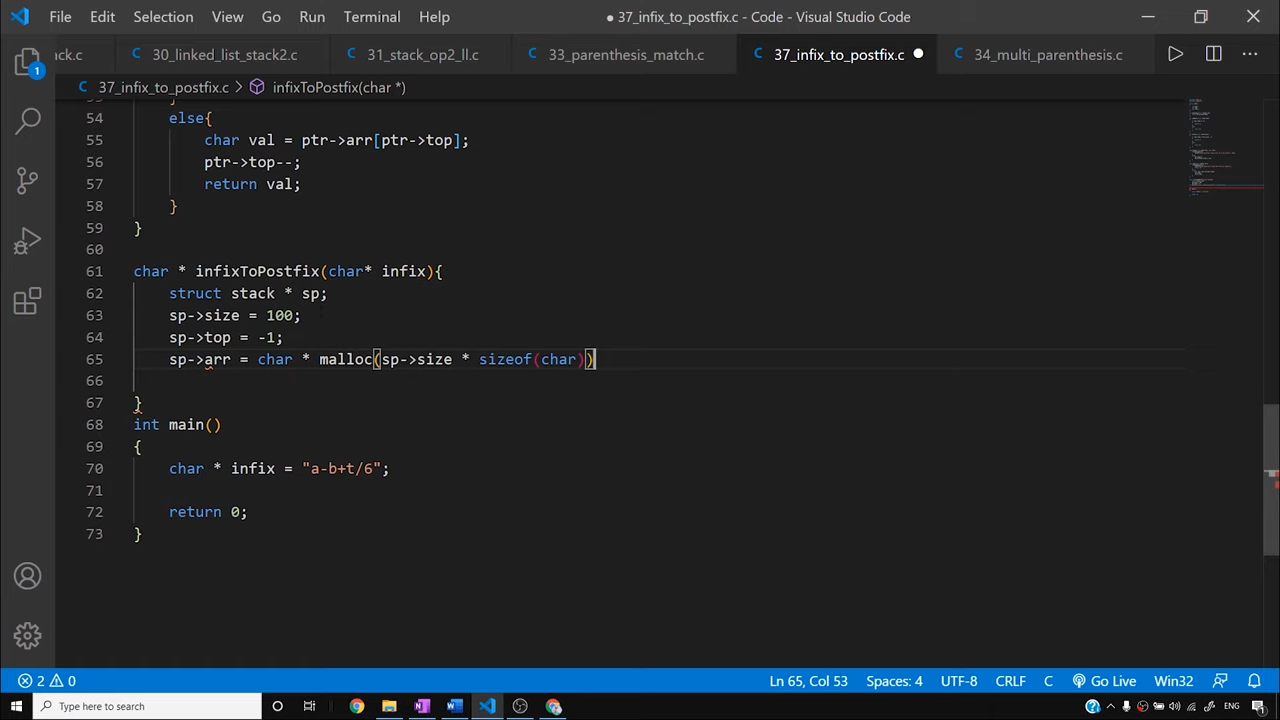 File Edit Selection View Go Run Terminal Help
● 37_infix_to_postfix.c - Code - Visual Studio Code
ack.c 30_linked_list_stack2.c 31_stack_op2_ll.c 33_parenthesis_match.c 37_infix_to_postfix.c ● 34_multi_parenthesis.c
1
37_infix_to_postfix.c > infixToPostfix(char *)
53 }
54 else{
55 char val = ptr->arr[ptr->top];
56 ptr->top--;
57 return val;
58 }
59 }
60
61 char * infixToPostfix(char* infix){
62 struct stack * sp;
63 sp->size = 100;
64 sp->top = -1;
65 sp->arr = char * malloc(sp->size * sizeof(char))
66
67 }
68 int main()
69 {
70 char * infix = "a-b+t/6";
71
72 return 0;
73 }
2 0 Ln 65, Col 53 Spaces: 4 UTF-8 CRLF C Go Live Win32
Type here to search ENG 1